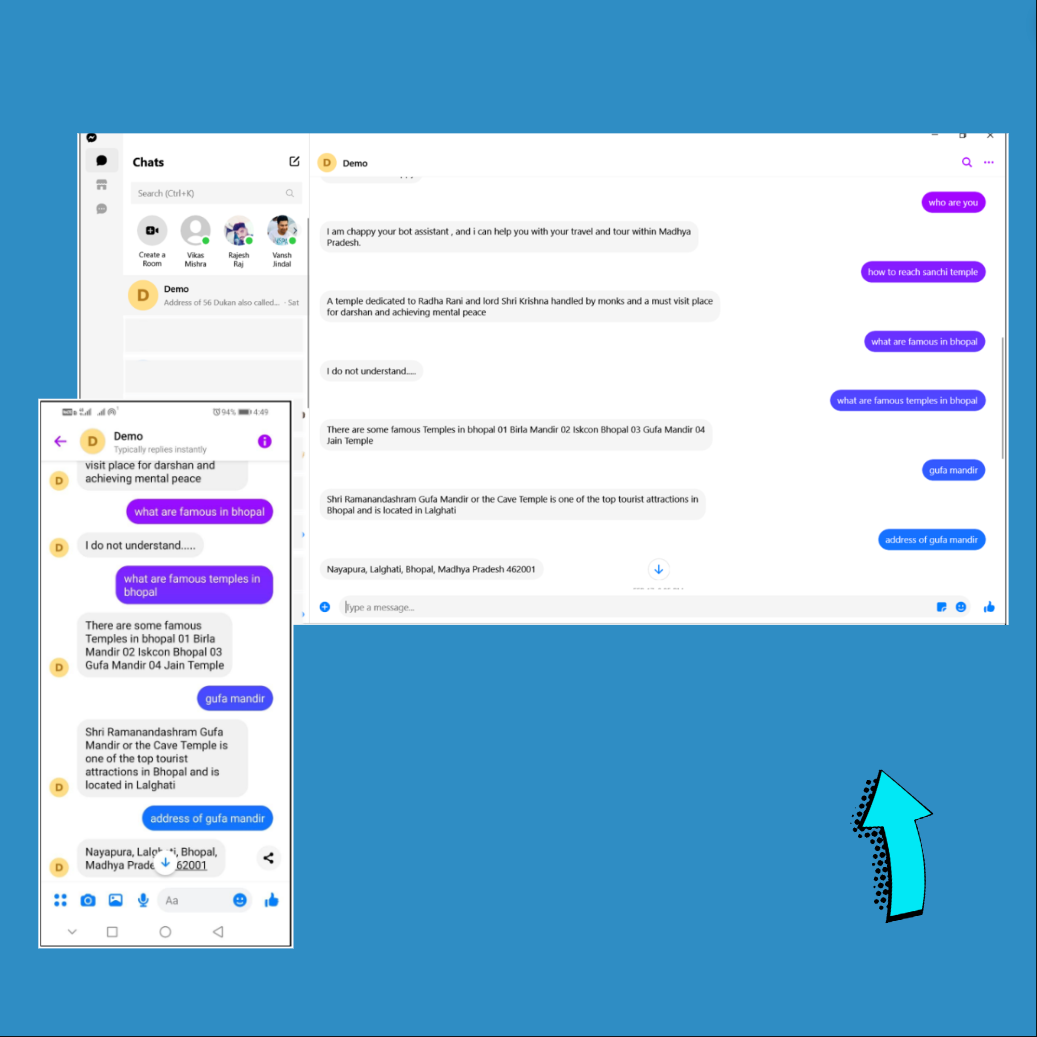 Chats
Search (Ctrl+K)
Create a
Room
Vikas
Mishra
Rajesh
Raj
Vansh
Jindal
Demo
Address of 56 Dukan also called... · Sat
D
D
Demo
who are you
I am chappy your bot assistant , and i can help you with your travel and tour within Madhya
Pradesh.
how to reach sanchi temple
A temple dedicated to Radha Rani and lord Shri Krishna handled by monks and a must visit place
for darshan and achieving mental peace
what are famous in bhopal
I do not understand.....
what are famous temples in bhopal
There are some famous Temples in bhopal 01 Birla Mandir 02 Iskcon Bhopal 03 Gufa Mandir 04
Jain Temple
gufa mandir
Shri Ramanandashram Gufa Mandir or the Cave Temple is one of the top tourist attractions in
Bhopal and is located in Lalghati
address of gufa mandir
Nayapura, Lalghati, Bhopal, Madhya Pradesh 462001
Type a message...
94% 4:49
D
Demo
Typically replies instantly
visit place for darshan and
achieving mental peace
D
what are famous in bhopal
I do not understand.....
D
what are famous temples in
bhopal
There are some famous
Temples in bhopal 01 Birla
Mandir 02 Iskcon Bhopal 03
Gufa Mandir 04 Jain Temple
D
gufa mandir
Shri Ramanandashram Gufa
Mandir or the Cave Temple is
one of the top tourist
attractions in Bhopal and is
located in Lalghati
D
address of gufa mandir
Nayapura, Bhopal,
Madhya 62001
D
Aa